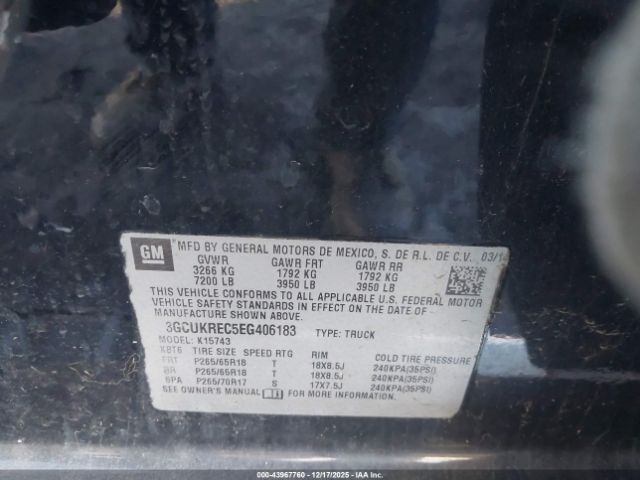 GM
MFD BY GENERAL MOTORS DE MEXICO, S. DE R.L. DE C.V. 03/14
GVWR GAWR FRT GAWR RR
3266 KG 1792 KG 1792 KG
7200 LB 3950 LB 3950 LB
THIS VEHICLE CONFORMS TO ALL APPLICABLE U.S. FEDERAL MOTOR
VEHICLE SAFETY STANDARDS IN EFFECT ON THE DATE OF
MANUFACTURE SHOWN ABOVE.
3GCUKREC5EG406183 TYPE: TRUCK
MODEL: K15743
XBT6 TIRE SIZE SPEED RTG RIM COLD TIRE PRESSURE
FRT P265/65R18 T 18X8.5J 240KPA(35PSI)
RR P265/65R18 T 18X8.5J 240KPA(35PSI)
SPA P265/70R17 S 17X7.5J 240KPA(35PSI)
SEE OWNER'S MANUAL FOR ADDITIONAL INFORMATION.
000-43967760 - 12/17/2025 - IAAI.COM